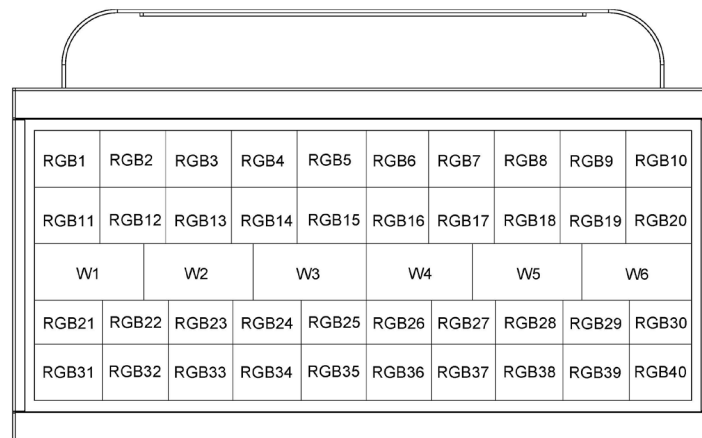 RGB1 RGB2 RGB3 RGB4 RGB5 RGB6 RGB7 RGB8 RGB9 RGB10
RGB11 RGB12 RGB13 RGB14 RGB15 RGB16 RGB17 RGB18 RGB19 RGB20
W1 W2 W3 W4 W5 W6
RGB21 RGB22 RGB23 RGB24 RGB25 RGB26 RGB27 RGB28 RGB29 RGB30
RGB31 RGB32 RGB33 RGB34 RGB35 RGB36 RGB37 RGB38 RGB39 RGB40